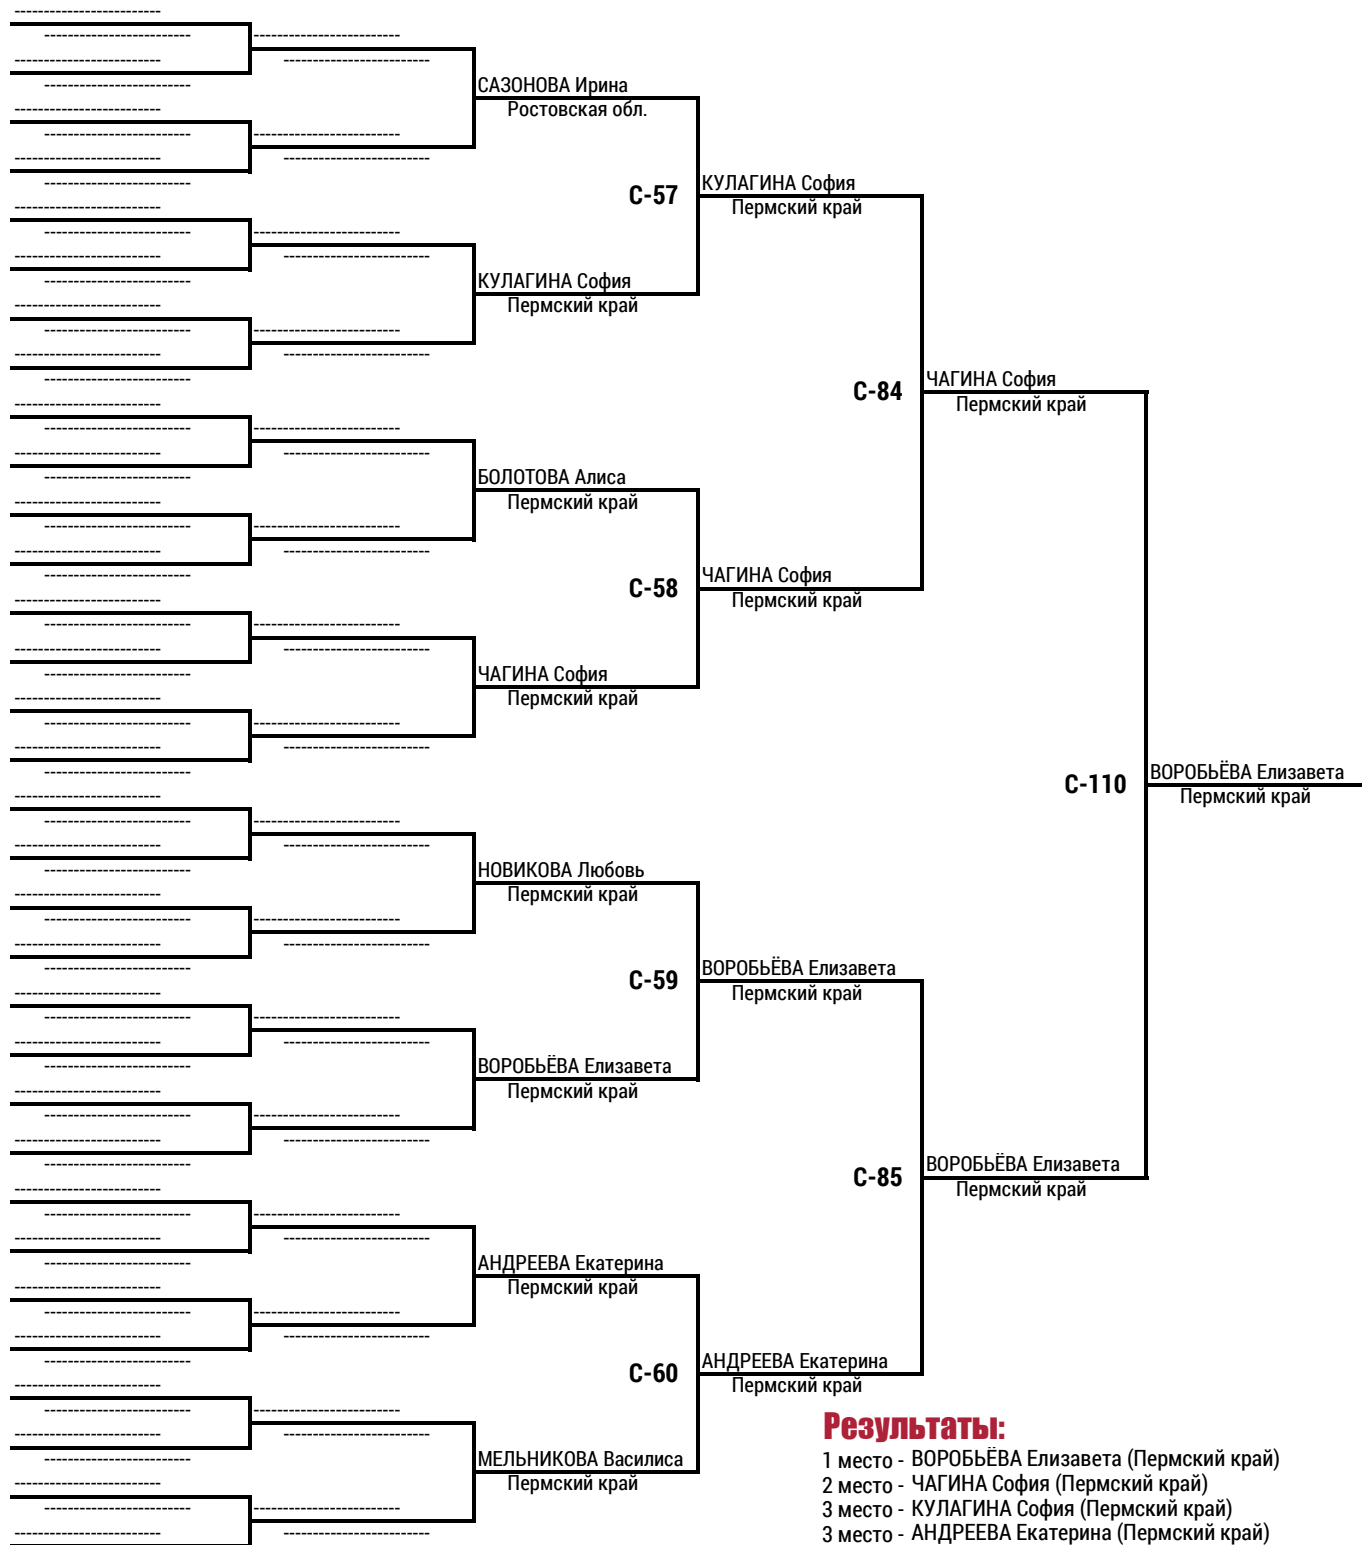 САЗОНОВА Ирина
Ростовская обл.
С-57
КУЛАГИНА София
Пермский край
КУЛАГИНА София
Пермский край
С-84
ЧАГИНА София
Пермский край
БОЛОТОВА Алиса
Пермский край
С-58
ЧАГИНА София
Пермский край
ЧАГИНА София
Пермский край
С-110
ВОРОБЬЁВА Елизавета
Пермский край
НОВИКОВА Любовь
Пермский край
С-59
ВОРОБЬЁВА Елизавета
Пермский край
ВОРОБЬЁВА Елизавета
Пермский край
С-85
ВОРОБЬЁВА Елизавета
Пермский край
АНДРЕЕВА Екатерина
Пермский край
С-60
АНДРЕЕВА Екатерина
Пермский край
МЕЛЬНИКОВА Василиса
Пермский край
Результаты:
1 место - ВОРОБЬЁВА Елизавета (Пермский край)
2 место - ЧАГИНА София (Пермский край)
3 место - КУЛАГИНА София (Пермский край)
3 место - АНДРЕЕВА Екатерина (Пермский край)